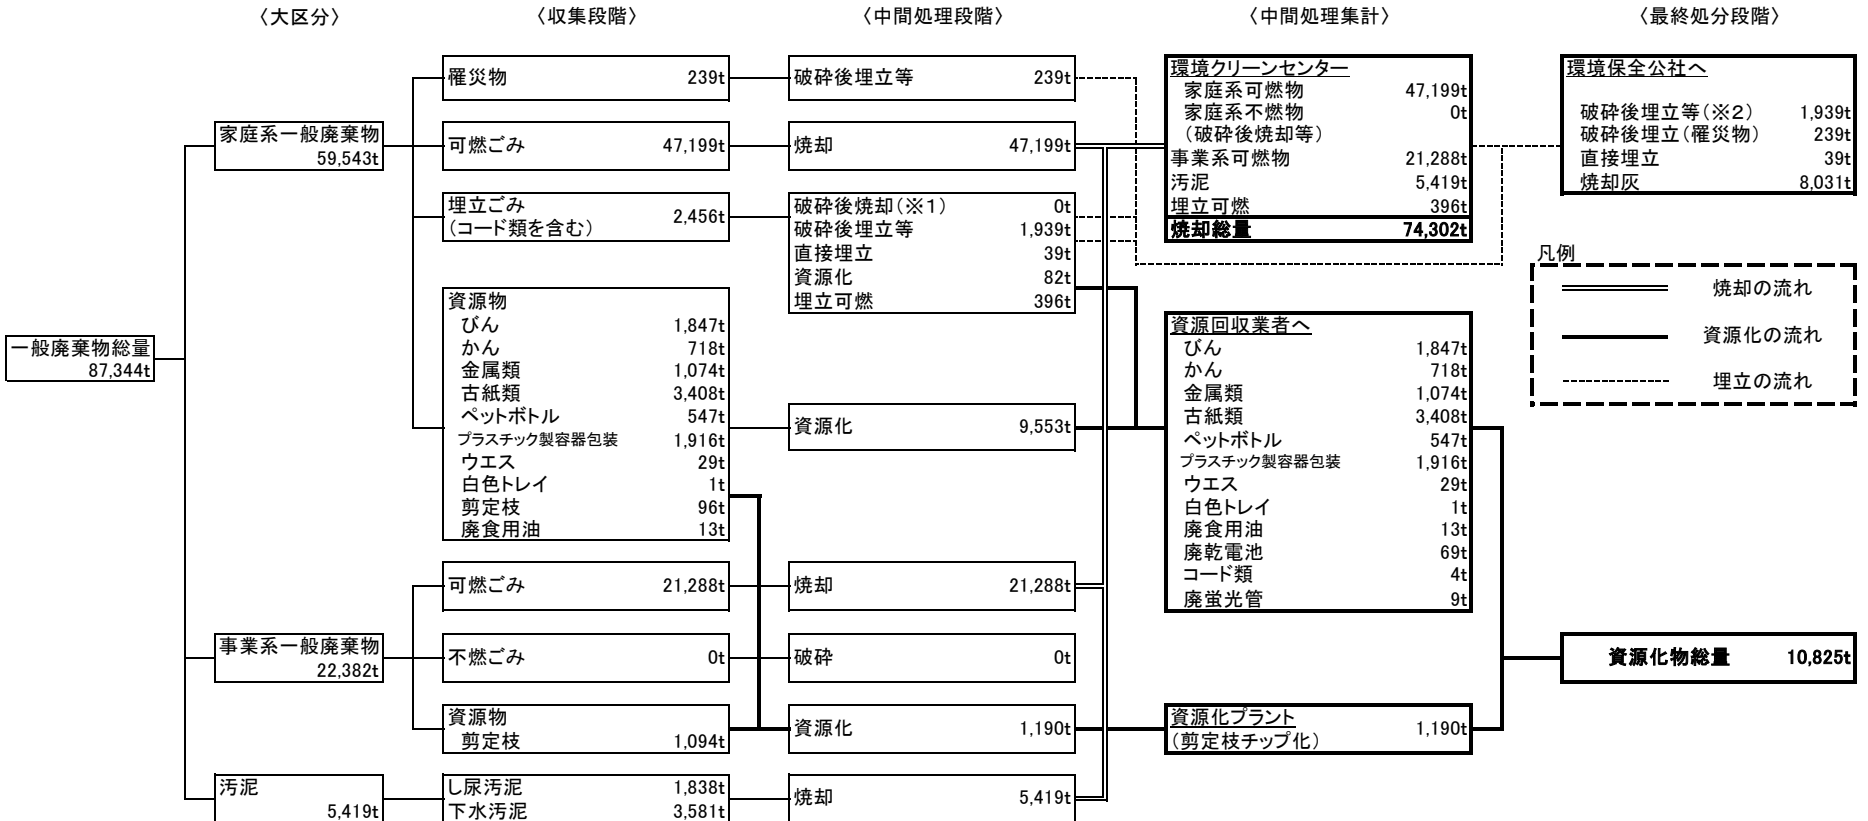 〈大区分〉 〈収集段階〉 〈中間処理段階〉 〈中間処理集計〉 〈最終処分段階〉
一般廃棄物総量
87,344t
家庭系一般廃棄物
59,543t
事業系一般廃棄物
22,382t
汚泥
5,419t
罹災物 239t
可燃ごみ 47,199t
埋立ごみ
(コード類を含む) 2,456t
資源物
びん 1,847t
かん 718t
金属類 1,074t
古紙類 3,408t
ペットボトル 547t
プラスチック製容器包装 1,916t
ウエス 29t
白色トレイ 1t
剪定枝 96t
廃食用油 13t
可燃ごみ 21,288t
不燃ごみ 0t
資源物
剪定枝 1,094t
し尿汚泥 1,838t
下水汚泥 3,581t
破砕後埋立等 239t
焼却 47,199t
破砕後焼却(※1) 0t
破砕後埋立等 1,939t
直接埋立 39t
資源化 82t
埋立可燃 396t
資源化 9,553t
焼却 21,288t
破砕 0t
資源化 1,190t
焼却 5,419t
環境クリーンセンター
家庭系可燃物 47,199t
家庭系不燃物 0t
(破砕後焼却等)
事業系可燃物 21,288t
汚泥 5,419t
埋立可燃 396t
焼却総量 74,302t
資源回収業者へ
びん 1,847t
かん 718t
金属類 1,074t
古紙類 3,408t
ペットボトル 547t
プラスチック製容器包装 1,916t
ウエス 29t
白色トレイ 1t
廃食用油 13t
廃乾電池 69t
コード類 4t
廃蛍光管 9t
資源化プラント
(剪定枝チップ化) 1,190t
環境保全公社へ
破砕後埋立等(※2) 1,939t
破砕後埋立(罹災物) 239t
直接埋立 39t
焼却灰 8,031t
凡例
焼却の流れ
資源化の流れ
埋立の流れ
資源化物総量 10,825t